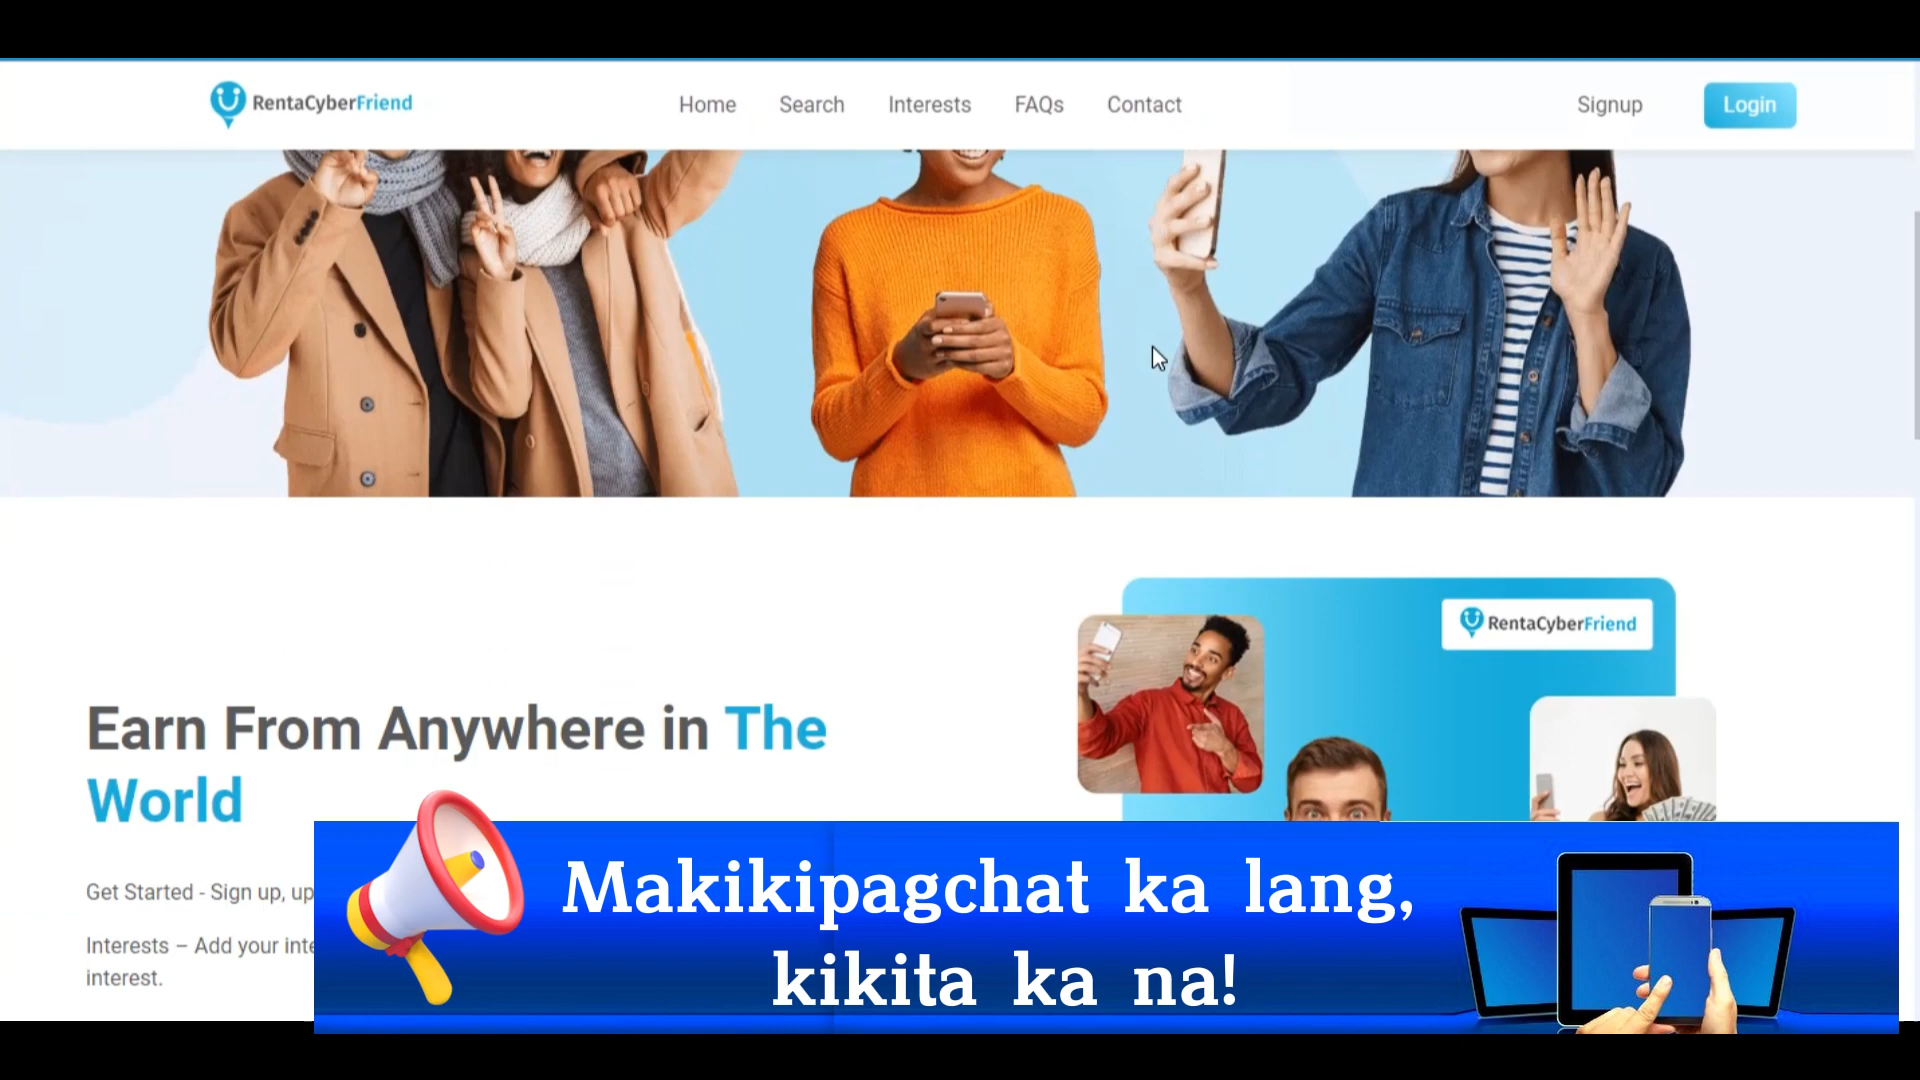 RentaCyberFriend
Home Search Interests FAQs Contact
Signup Login
RentaCyberFriend
Earn From Anywhere in The
World
Get Started - Sign up, up
Interests – Add your inte
interest.
Makikipagchat ka lang,
kikita ka na!